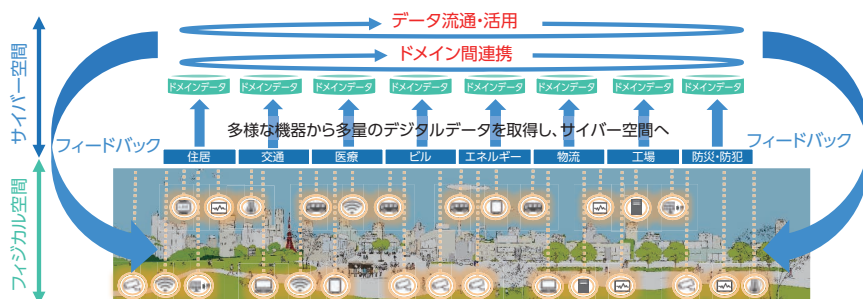 データ流通・活用
ドメイン間連携
サイバー空間
ドメインデータ ドメインデータ ドメインデータ ドメインデータ ドメインデータ ドメインデータ ドメインデータ ドメインデータ
多様な機器から多量のデジタルデータを取得し、サイバー空間へ
フィードバック
フィードバック
住居 交通 医療 ビル エネルギー 物流 工場 防災・防犯
フィジカル空間